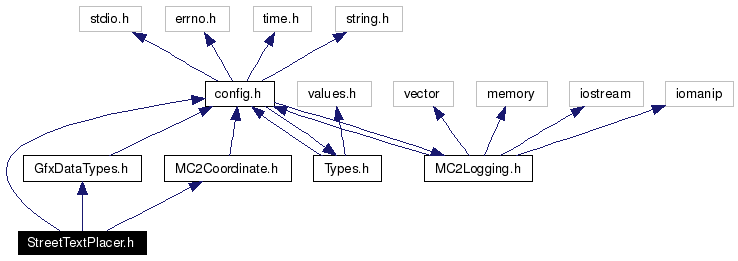 stdio.h
errno.h
time.h
string.h
config.h
values.h
vector
memory
iostream
iomanip
GfxDataTypes.h
MC2Coordinate.h
Types.h
MC2Logging.h
StreetTextPlacer.h